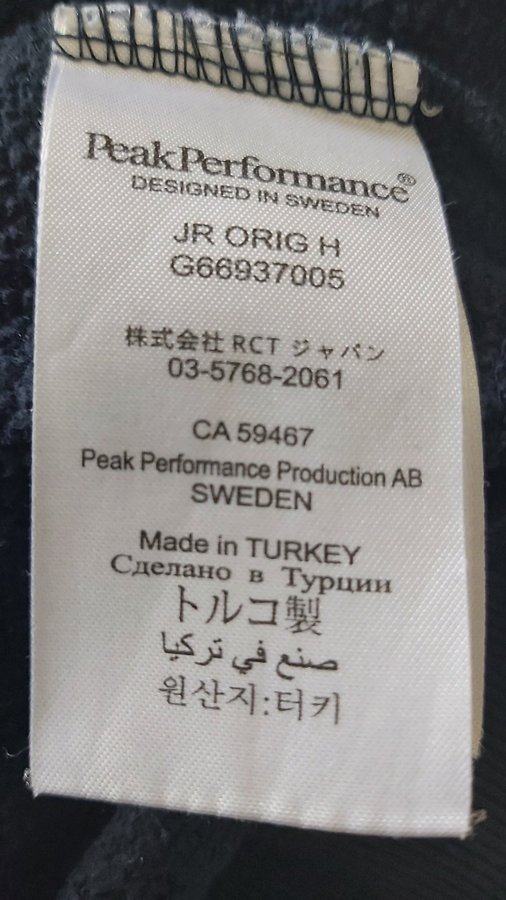 PeakPerformance®
DESIGNED IN SWEDEN
JR ORIG H
G66937005
株式会社 RCT ジャパン
03-5768-2061
CA 59467
Peak Performance Production AB
SWEDEN
Made in TURKEY
Сделано в Турции
トルコ製
صنع في تركيا
원산지:터키